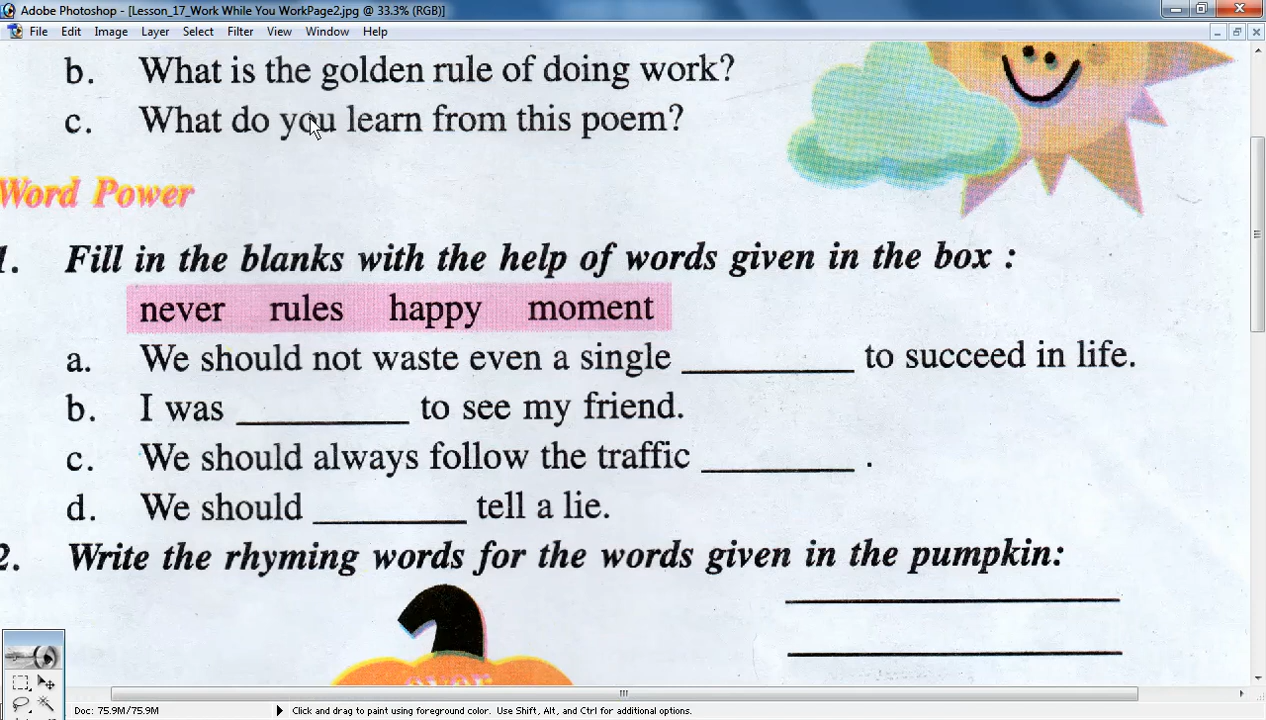 Adobe Photoshop - [Lesson_17_Work While You WorkPage2.jpg @ 33.3% (RGB)]
File Edit Image Layer Select Filter View Window Help
b. What is the golden rule of doing work?
c. What do you learn from this poem?
Word Power
1. Fill in the blanks with the help of words given in the box :
never rules happy moment
a. We should not waste even a single __________ to succeed in life.
b. I was __________ to see my friend.
c. We should always follow the traffic _________ .
d. We should _________ tell a lie.
2. Write the rhyming words for the words given in the pumpkin:
ever
Doc: 75.9M/75.9M Click and drag to paint using foreground color. Use Shift, Alt, and Ctrl for additional options.